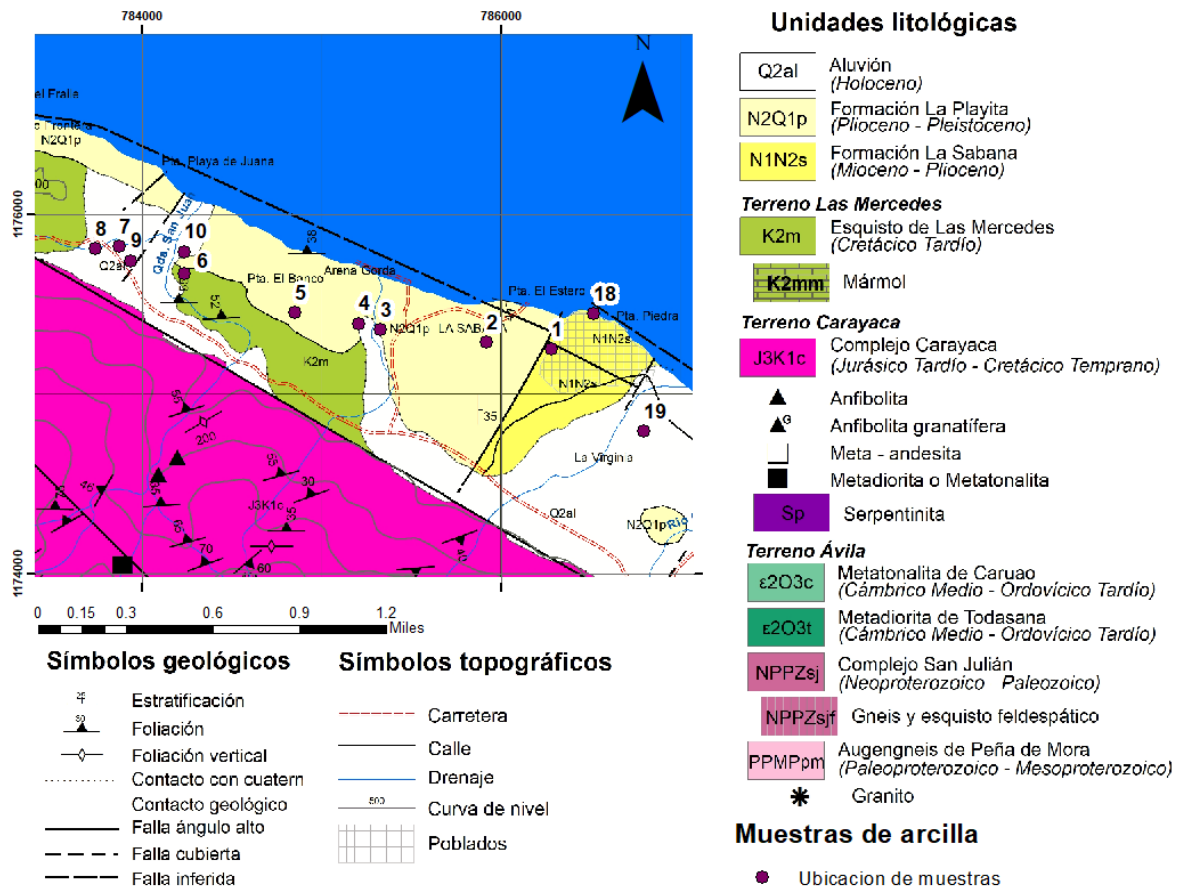 784000
786000
1176000
1174000
N
el Fraile
N2Q1p
Pta. Playa de Juana
Qda. San Juan
8
7
9
10
6
Q2al
38
Pta. El Banco
Arena Gorda
5
4
3
N2Q1p
LA SABANA
2
Pta. El Estero
18
Pta. Piedra
1
N1N2s
N1N2s
52
K2m
35
19
La Virginia
55
200
55
30
46
J3K1c
35
65
70
60
40
Q2al
N2Q1p
0 0.15 0.3 0.6 0.9 1.2
Miles
Símbolos geológicos
Estratificación
Foliación
Foliación vertical
Contacto con cuatern
Contacto geológico
Falla ángulo alto
Falla cubierta
Falla inferida
Símbolos topográficos
Carretera
Calle
Drenaje
500
Curva de nivel
Poblados
Unidades litológicas
Q2al Aluvión
(Holoceno)
N2Q1p Formación La Playita
(Plioceno - Pleistoceno)
N1N2s Formación La Sabana
(Mioceno - Plioceno)
Terreno Las Mercedes
K2m Esquisto de Las Mercedes
(Cretácico Tardío)
K2mm Mármol
Terreno Carayaca
J3K1c Complejo Carayaca
(Jurásico Tardío - Cretácico Temprano)
Anfibolita
G Anfibolita granatífera
Meta - andesita
Metadiorita o Metatonalita
Sp Serpentinita
Terreno Ávila
ε2O3c Metatonalita de Caruao
(Cámbrico Medio - Ordovícico Tardío)
ε2O3t Metadiorita de Todasana
(Cámbrico Medio - Ordovícico Tardío)
NPPZsj Complejo San Julián
(Neoproterozoico - Paleozoico)
NPPZsjf Gneis y esquisto feldespático
PPMPpm Augengneis de Peña de Mora
(Paleoproterozoico - Mesoproterozoico)
Granito
Muestras de arcilla
Ubicacion de muestras